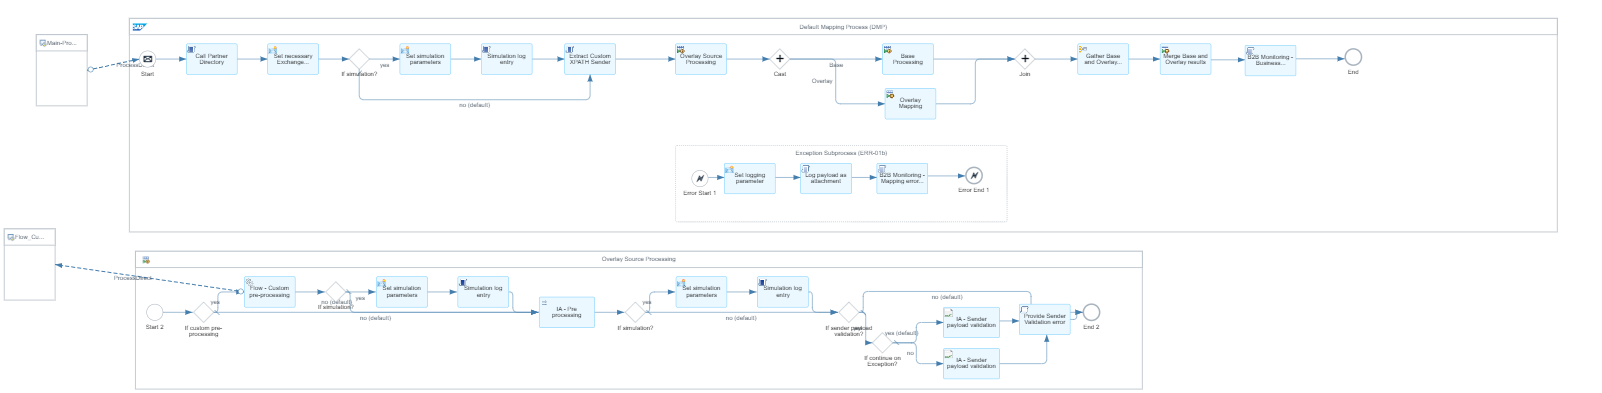 SAP
Default Mapping Process (DMP)
Main-Pro...
Start
Call Partner
Directory
Set necessary
Exchange...
If simulation?
yes
no (default)
Set simulation
parameters
Simulation log
entry
Extract Custom
XPATH Sender
Overlay Source
Processing
Cast
Base
Overlay
Base
Processing
Overlay
Mapping
Join
Gather Base
and Overlay...
Merge Base and
Overlay results
B2B Monitoring -
Business...
End
Exception Subprocess (ERR-01b)
Error Start 1
Set logging
parameter
Log payload as
attachment
B2B Monitoring -
Mapping error...
Error End 1
Flow_Cu...
Overlay Source Processing
Start 2
If custom pre-
processing
yes
no (default)
Flow - Custom
pre-processing
no (default)
If simulation?
yes
Set simulation
parameters
Simulation log
entry
IA - Pre
processing
If simulation?
yes
no (default)
Set simulation
parameters
Simulation log
entry
If sender payload
validation?
no (default)
If continue on
Exception?
yes (default)
no
IA - Sender
payload validation
IA - Sender
payload validation
Provide Sender
Validation error
End 2